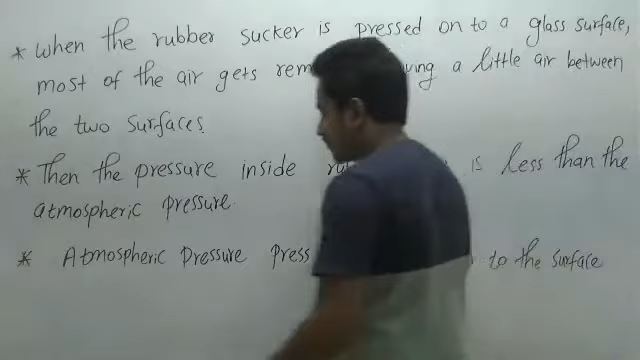 * When the rubber sucker is pressed on to a glass surface,
most of the air gets rem ving a little air between
the two surfaces
* Then the pressure inside ru is less than the
atmospheric pressure.
* Atmospheric pressure press to the surface